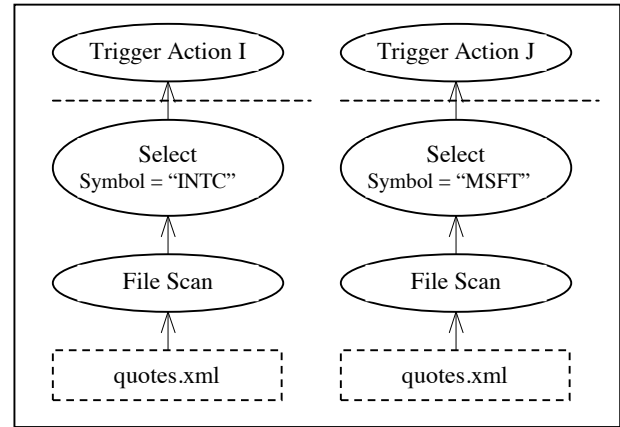 Trigger Action I
Trigger Action J
Select
Symbol = “INTC”
Select
Symbol = “MSFT”
File Scan
File Scan
quotes.xml
quotes.xml